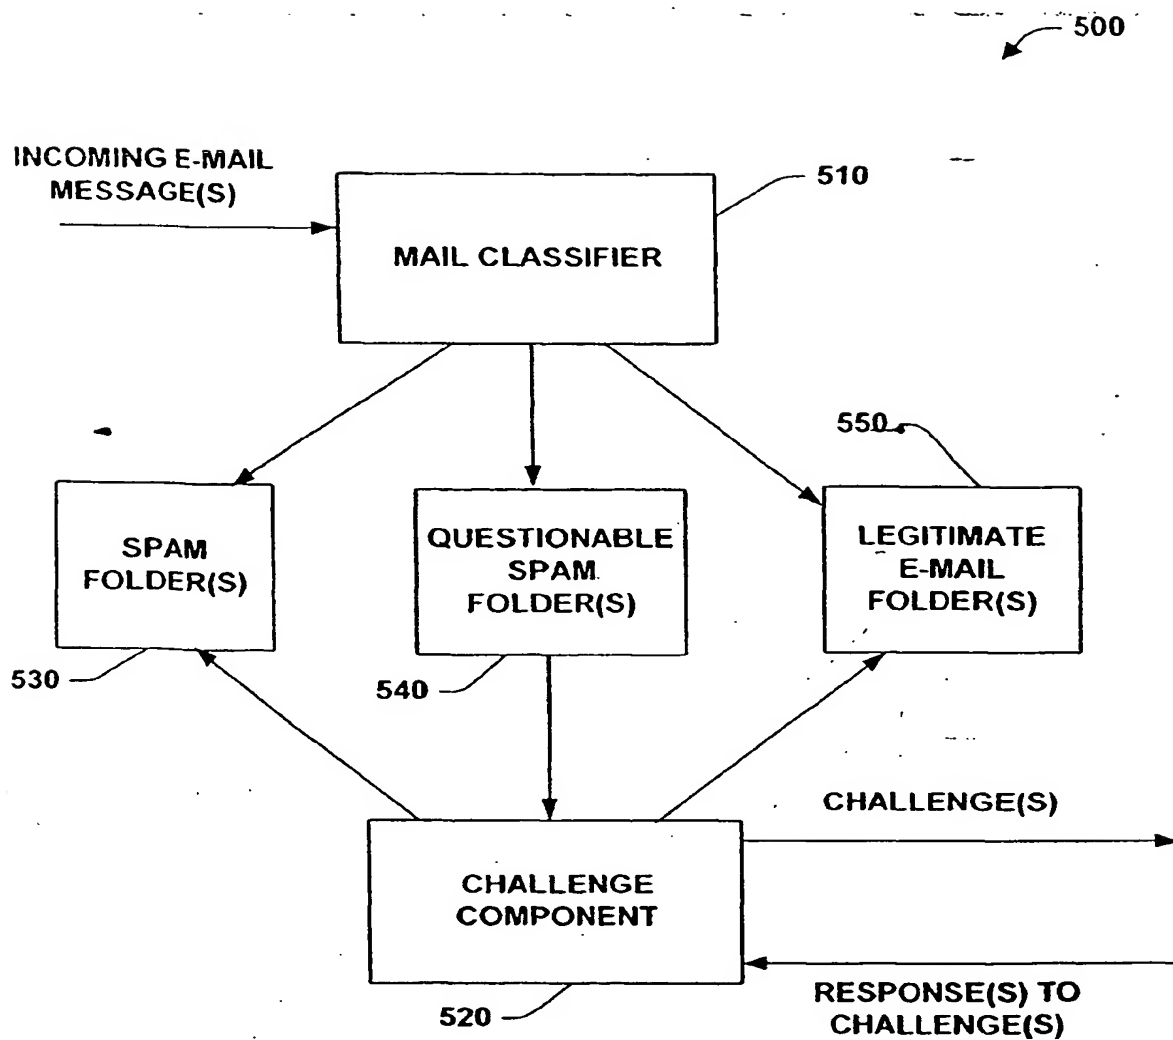 500
INCOMING E-MAIL
MESSAGE(S)
510
MAIL CLASSIFIER
550
SPAM
FOLDER(S)
QUESTIONABLE
SPAM
FOLDER(S)
LEGITIMATE
E-MAIL
FOLDER(S)
530
540
CHALLENGE(S)
CHALLENGE
COMPONENT
520
RESPONSE(S) TO
CHALLENGE(S)